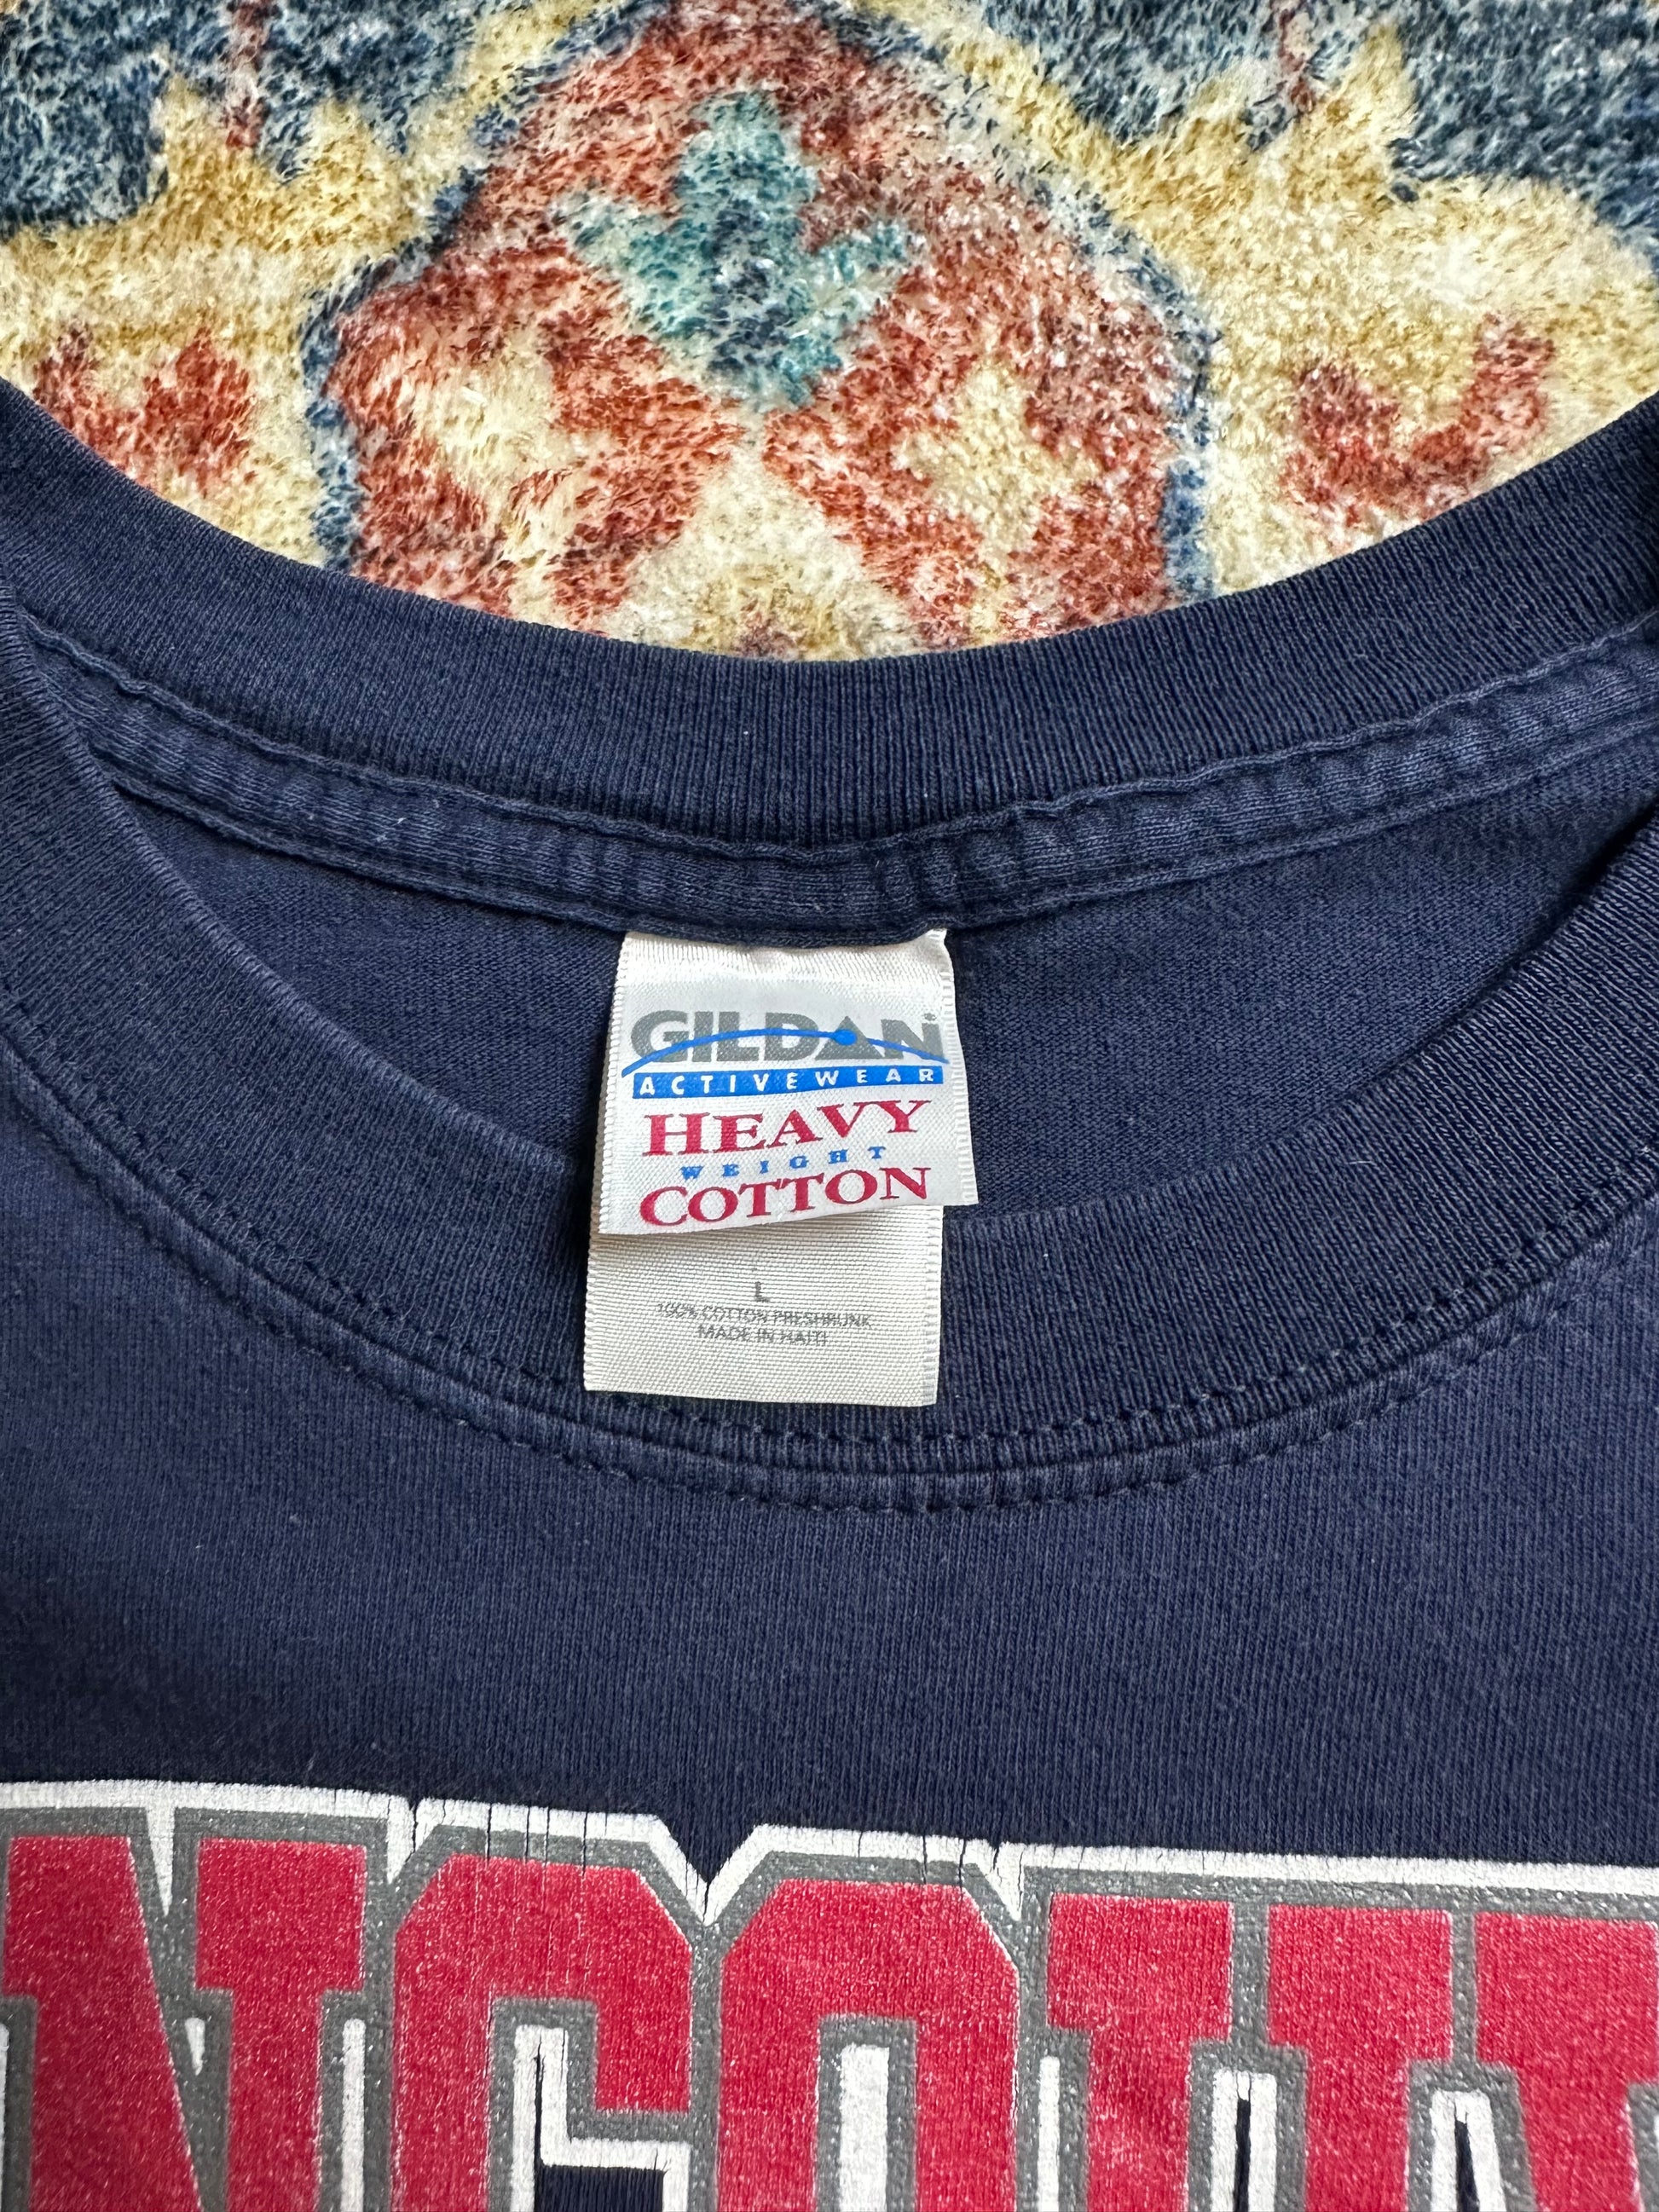 GILDAN®
ACTIVEWEAR
HEAVY
WEIGHT
COTTON
L
100% COTTON PRESHRUNK
MADE IN HAITI